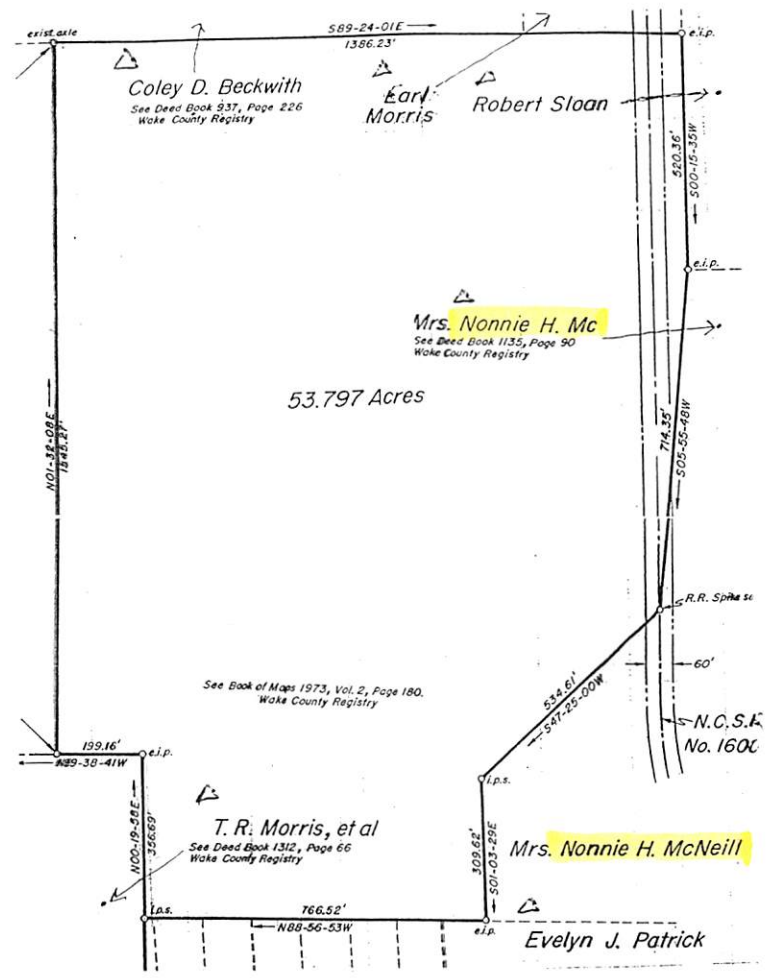 S89-24-01E
1386.23'
exist. axle
e.i.p.
Coley D. Beckwith
See Deed Book 937, Page 226
Wake County Registry
Earl
Morris
Robert Sloan
520.36'
S00-15-35W
e.i.p.
Mrs. Nonnie H. Mc
See Deed Book 1135, Page 90
Wake County Registry
53.797 Acres
N01-32-08E
1545.27'
714.35'
S05-55-48W
R.R. Spike se
60'
534.61'
S47-25-00W
See Book of Maps 1973, Vol. 2, Page 180.
Wake County Registry
N.C.S.R
No. 1600
199.16'
N89-38-41W
e.i.p.
i.p.s.
N00-19-58E
356.69'
T. R. Morris, et al
See Deed Book 1312, Page 66
Wake County Registry
309.62'
S01-03-29E
Mrs. Nonnie H. McNeill
i.p.s.
766.52'
N88-56-53W
e.i.p.
Evelyn J. Patrick